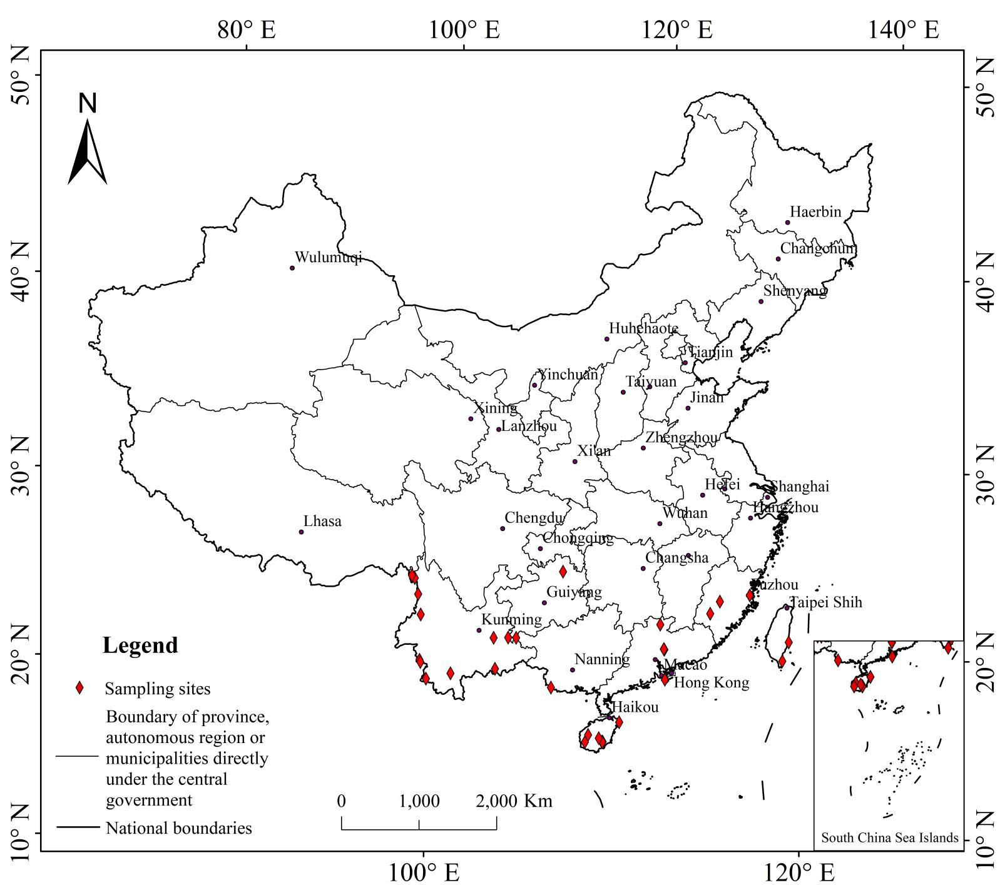 80° E
100° E
120° E
140° E
50° N
50° N
N
Haerbin
Changchun
Wulumuqi
40° N
40° N
Shenyang
Huhehaote
Tianjin
Yinchuan
Taiyuan
Jinan
Xining
Lanzhou
Zhengzhou
Xi'an
30° N
30° N
Hefei
Shanghai
Hangzhou
Wuhan
Chengdu
Lhasa
Chongqing
Changsha
Guiyang
Fuzhou
Taipei Shih
Kunming
20° N
20° N
Nanning
Macao
Hong Kong
Haikou
Legend
Sampling sites
Boundary of province,
autonomous region or
municipalities directly
under the central
government
National boundaries
0 1,000 2,000 Km
South China Sea Islands
10° N
10° N
100° E
120° E